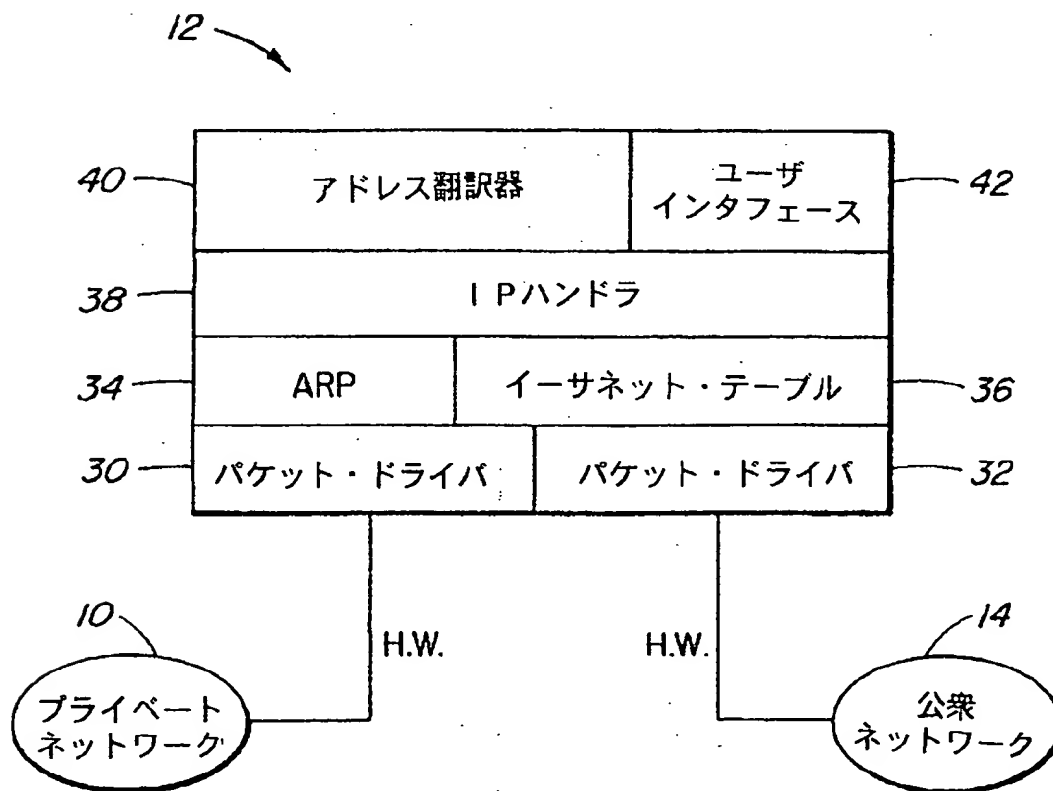 12
40
アドレス翻訳器
ユーザ
インタフェース
42
38
IPハンドラ
34
ARP
イーサネット・テーブル
36
30
パケット・ドライバ
パケット・ドライバ
32
10
H.W.
H.W.
14
プライベート
ネットワーク
公衆
ネットワーク